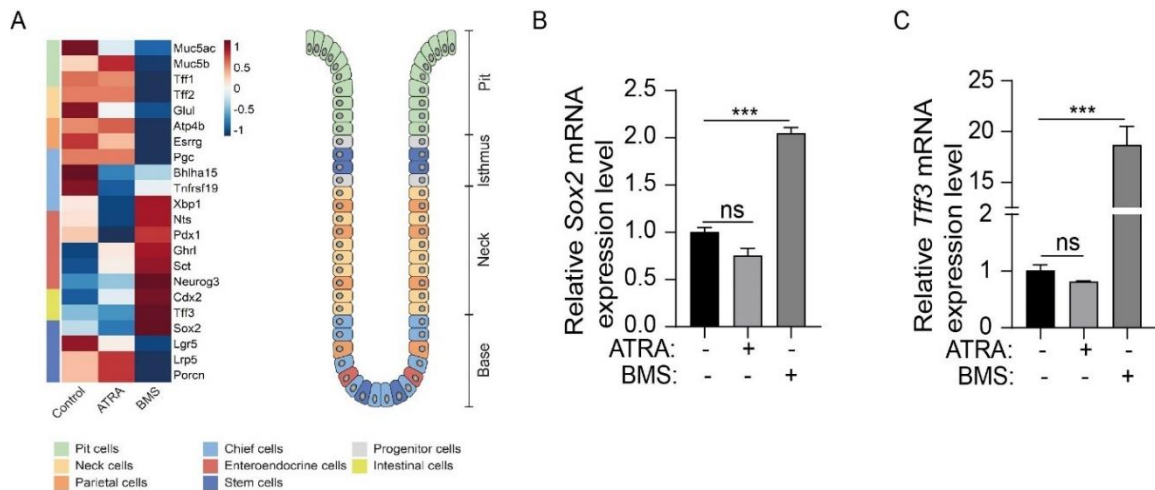 A
Muc5ac
Muc5b
Tff1
Tff2
Glul
Atp4b
Esrrg
Pgc
Bhlha15
Tnfrsf19
Xbp1
Nts
Pdx1
Ghrl
Sct
Neurog3
Cdx2
Tff3
Sox2
Lgr5
Lrp5
Porcn
1
0.5
0
-0.5
-1
Control
ATRA
BMS
Pit
Isthmus
Neck
Base
Pit cells
Neck cells
Parietal cells
Chief cells
Enteroendocrine cells
Stem cells
Progenitor cells
Intestinal cells
B
Relative Sox2 mRNA
expression level
2.5
2.0
1.5
1.0
0.5
0.0
***
ns
ATRA: - + -
BMS: - - +
C
Relative Tff3 mRNA
expression level
25
20
15
2
1
0
***
ns
ATRA: - + -
BMS: - - +